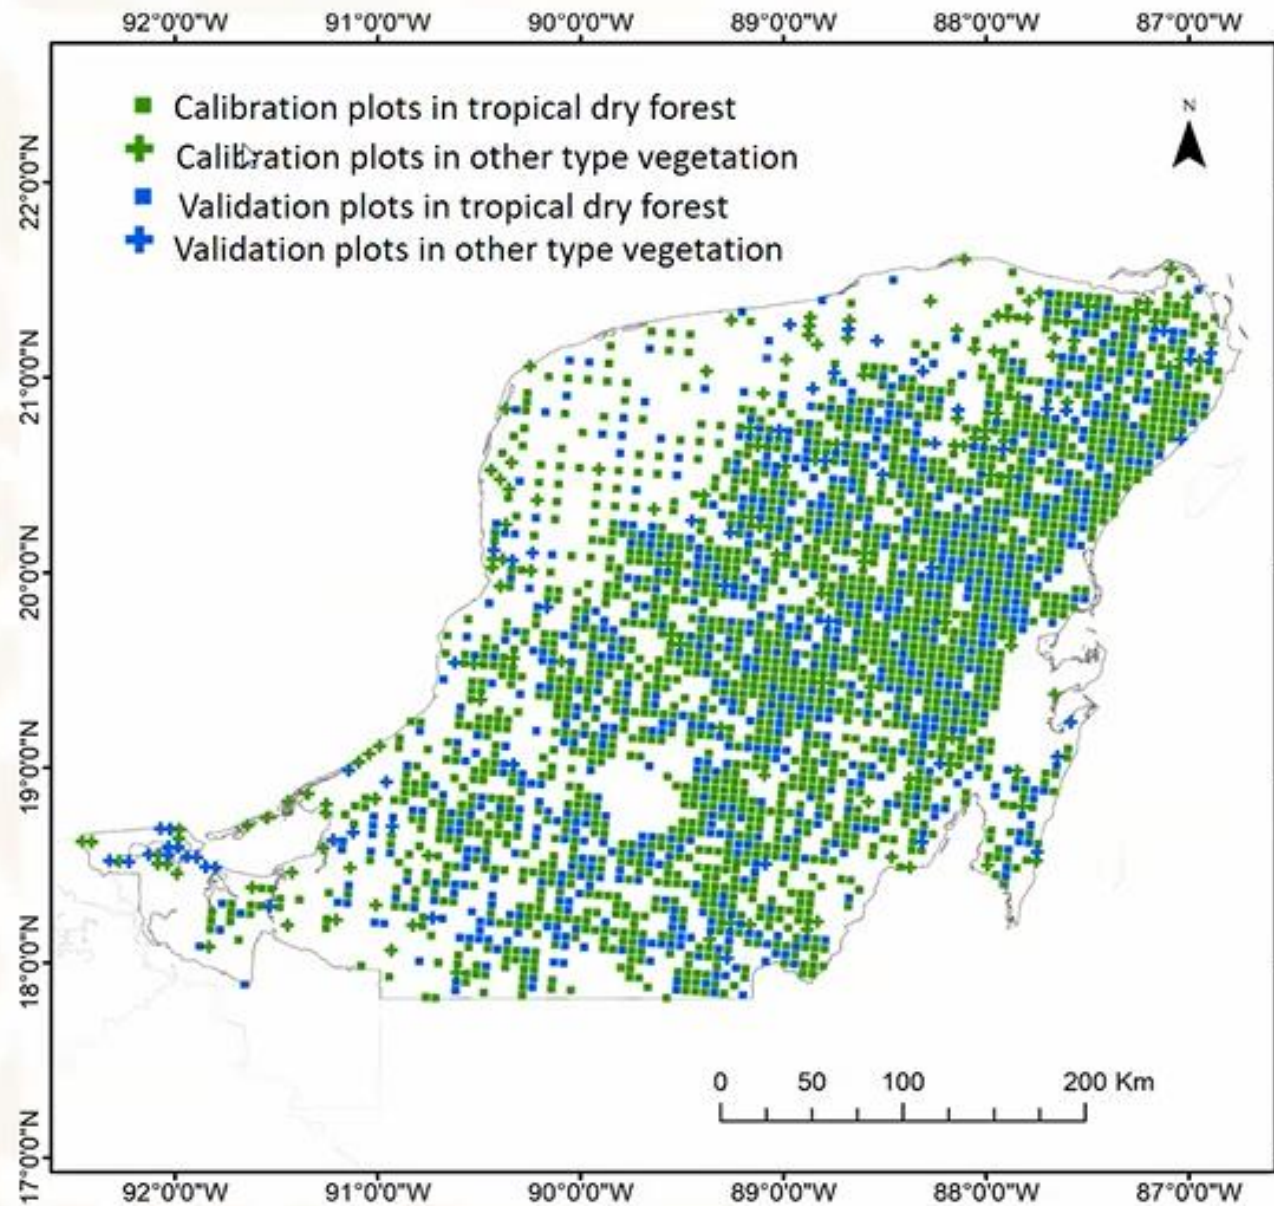 92°0'0"W 91°0'0"W 90°0'0"W 89°0'0"W 88°0'0"W 87°0'0"W
Calibration plots in tropical dry forest
Calibration plots in other type vegetation
Validation plots in tropical dry forest
Validation plots in other type vegetation
N
22°0'0"N
21°0'0"N
20°0'0"N
19°0'0"N
18°0'0"N
17°0'0"N
0 50 100 200 Km
92°0'0"W 91°0'0"W 90°0'0"W 89°0'0"W 88°0'0"W 87°0'0"W